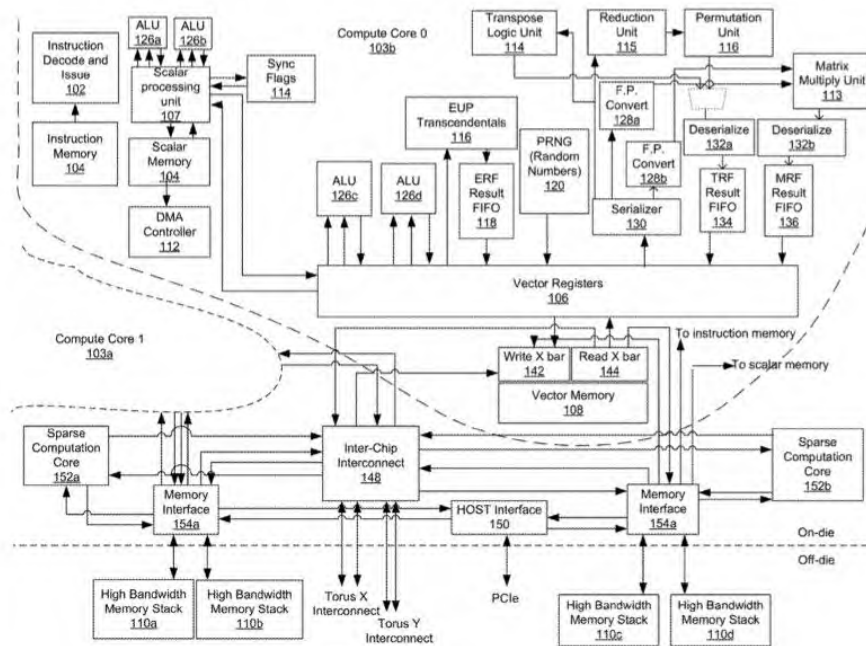 ALU
126a
ALU
126b
Compute Core 0
103b
Transpose
Logic Unit
114
Reduction Unit
115
Permutation Unit
116
Instruction
Decode and
Issue
102
Scalar
processing
unit
107
Sync
Flags
114
Matrix
Multiply Unit
113
F.P.
Convert
128a
EUP
Transcendentals
116
PRNG
(Random
Numbers)
120
Deserialize
132a
Deserialize
132b
Instruction
Memory
104
Scalar
Memory
104
F.P.
Convert
128b
ALU
126c
ALU
126d
ERF
Result
FIFO
118
TRF
Result
FIFO
134
MRF
Result
FIFO
136
DMA
Controller
112
Serializer
130
Vector Registers
106
Compute Core 1
103a
To instruction memory
Write X bar
142
Read X bar
144
To scalar memory
Vector Memory
108
Sparse
Computation
Core
152a
Inter-Chip
Interconnect
148
Sparse
Computation
Core
152b
Memory
Interface
154a
HOST Interface
150
Memory
Interface
154a
On-die
Off-die
High Bandwidth
Memory Stack
110a
High Bandwidth
Memory Stack
110b
Torus X
Interconnect
Torus Y
Interconnect
PCIe
High Bandwidth
Memory Stack
110c
High Bandwidth
Memory Stack
110d